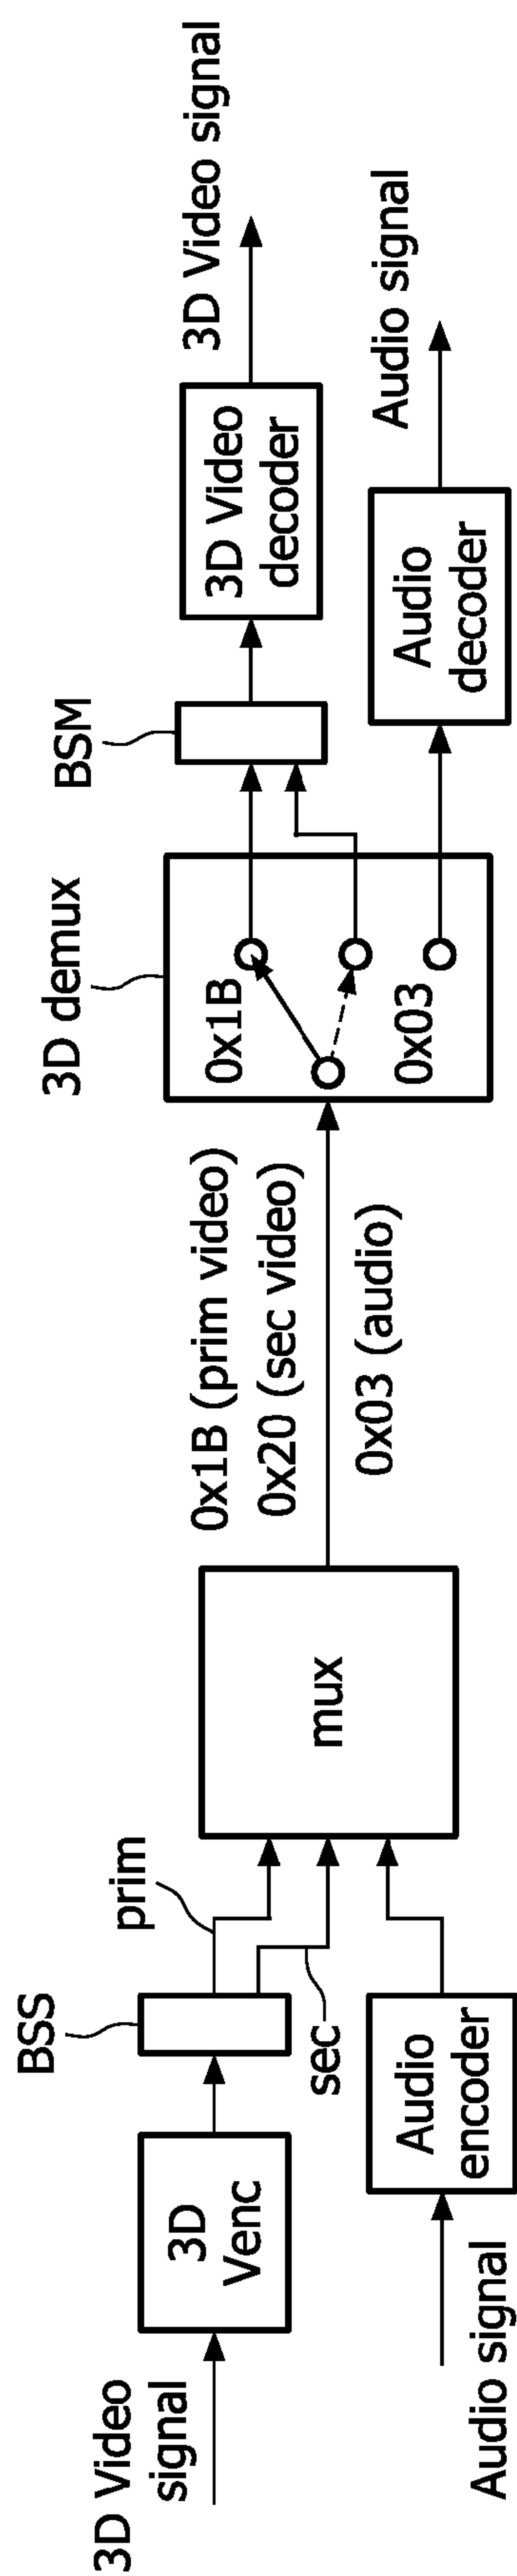 3D Video
signal
3D
Venc
BSS
prim
sec
Audio signal
Audio
encoder
mux
0x1B (prim video)
0x20 (sec video)
0x03 (audio)
3D demux
0x1B
0x03
BSM
3D Video
decoder
3D Video signal
Audio
decoder
Audio signal